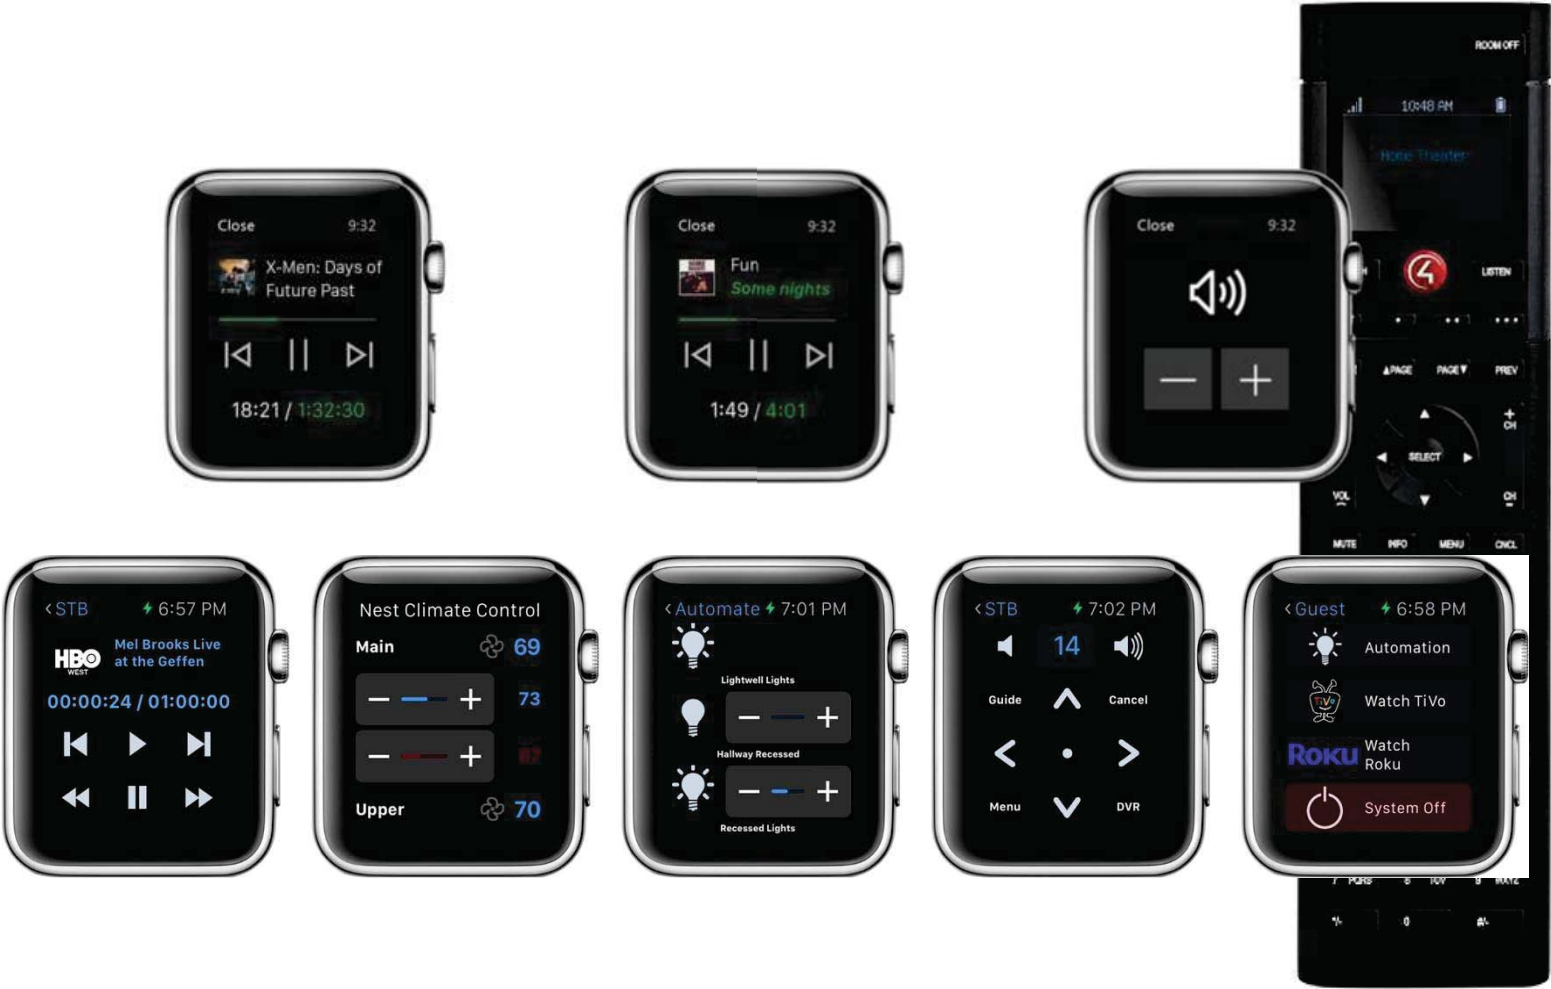 ROOM OFF
10:48 AM
Home Theater
Close 9:32
X-Men: Days of
Future Past
18:21 / 1:32:30
Close 9:32
Fun
Some nights
1:49 / 4:01
Close 9:32
LISTEN
▲PAGE PAGE▼ PREV
+
CH
SELECT
VOL
–
CH
–
MUTE INFO MENU CNCL
< STB 6:57 PM
HBO
WEST
Mel Brooks Live
at the Geffen
00:00:24 / 01:00:00
Nest Climate Control
Main 69
73
Upper 70
< Automate 7:01 PM
Lightwell Lights
Hallway Recessed
Recessed Lights
< STB 7:02 PM
14
Guide Cancel
Menu DVR
< Guest 6:58 PM
Automation
TiVo
Watch TiVo
ROKU
Watch
Roku
System Off
PQRS TUV WXYZ
0